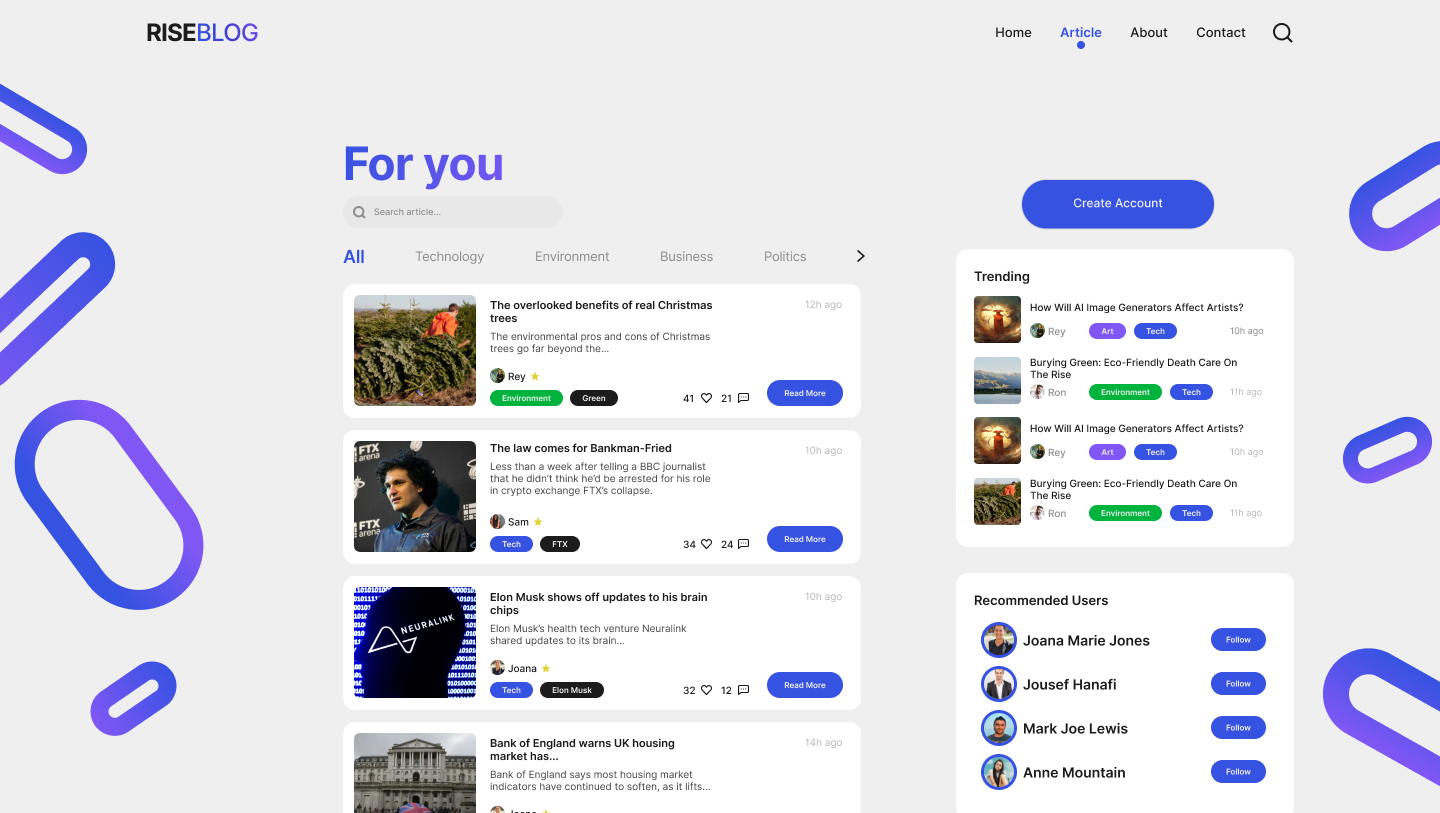 RISEBLOG
Home Article About Contact
For you
Search article...
All Technology Environment Business Politics
The overlooked benefits of real Christmas
trees
12h ago
The environmental pros and cons of Christmas
trees go far beyond the...
Rey
Environment Green
41 21
Read More
FTX
arena
FTX
arena
The law comes for Bankman-Fried
10h ago
Less than a week after telling a BBC journalist
that he didn't think he'd be arrested for his role
in crypto exchange FTX's collapse.
Sam
Tech FTX
34 24
Read More
NEURALINK
Elon Musk shows off updates to his brain
chips
10h ago
Elon Musk's health tech venture Neuralink
shared updates to its brain...
Joana
Tech Elon Musk
32 12
Read More
Bank of England warns UK housing
market has...
14h ago
Bank of England says most housing market
indicators have continued to soften, as it lifts...
Create Account
Trending
How Will AI Image Generators Affect Artists?
Rey Art Tech 10h ago
Burying Green: Eco-Friendly Death Care On
The Rise
Ron Environment Tech 11h ago
How Will AI Image Generators Affect Artists?
Rey Art Tech 10h ago
Burying Green: Eco-Friendly Death Care On
The Rise
Ron Environment Tech 11h ago
Recommended Users
Joana Marie Jones Follow
Jousef Hanafi Follow
Mark Joe Lewis Follow
Anne Mountain Follow